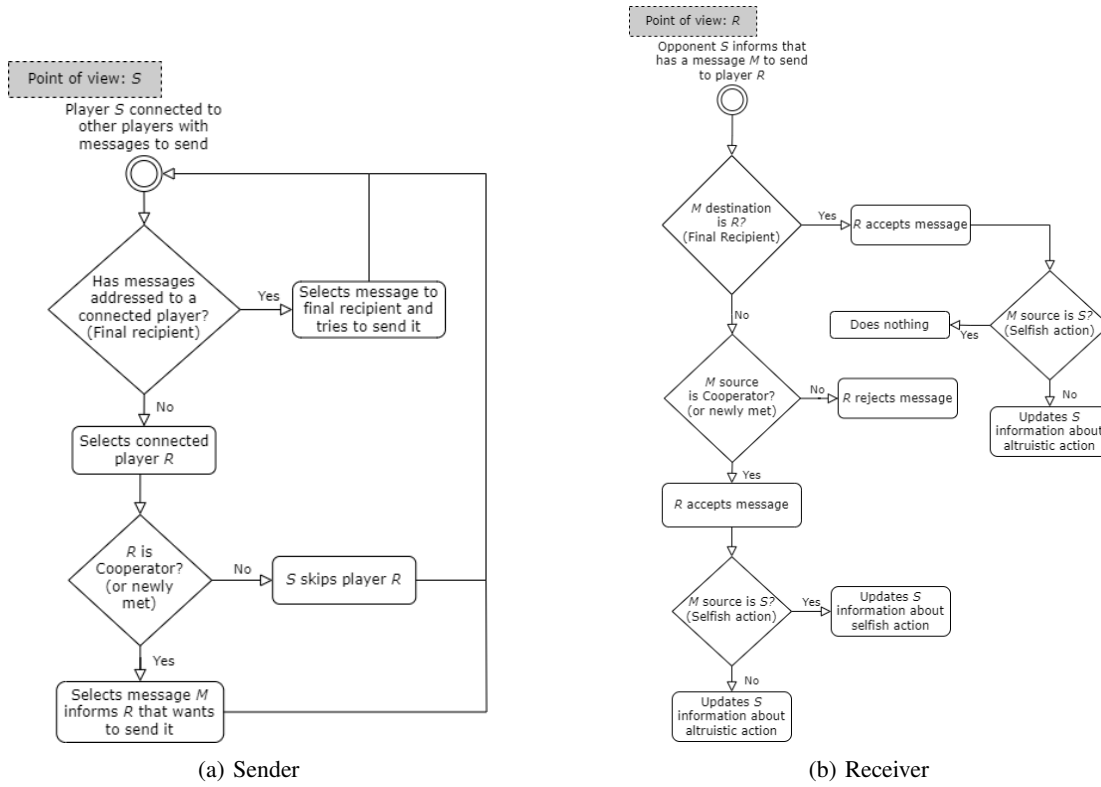 Point of view: S
Player S connected to
other players with
messages to send
Has messages
addressed to a
connected player?
(Final recipient)
Yes
Selects message to
final recipient and
tries to send it
No
Selects connected
player R
R is
Cooperator?
(or newly
met)
No
S skips player R
Yes
Selects message M
informs R that wants
to send it
(a) Sender
Point of view: R
Opponent S informs that
has a message M to send
to player R
M destination
is R?
(Final Recipient)
Yes
R accepts message
M source is S?
(Selfish action)
Yes
Does nothing
No
Updates S
information about
altruistic action
No
M source
is Cooperator?
(or newly met)
No
R rejects message
Yes
R accepts message
M source is S?
(Selfish action)
Yes
Updates S
information about
selfish action
No
Updates S
information about
altruistic action
(b) Receiver